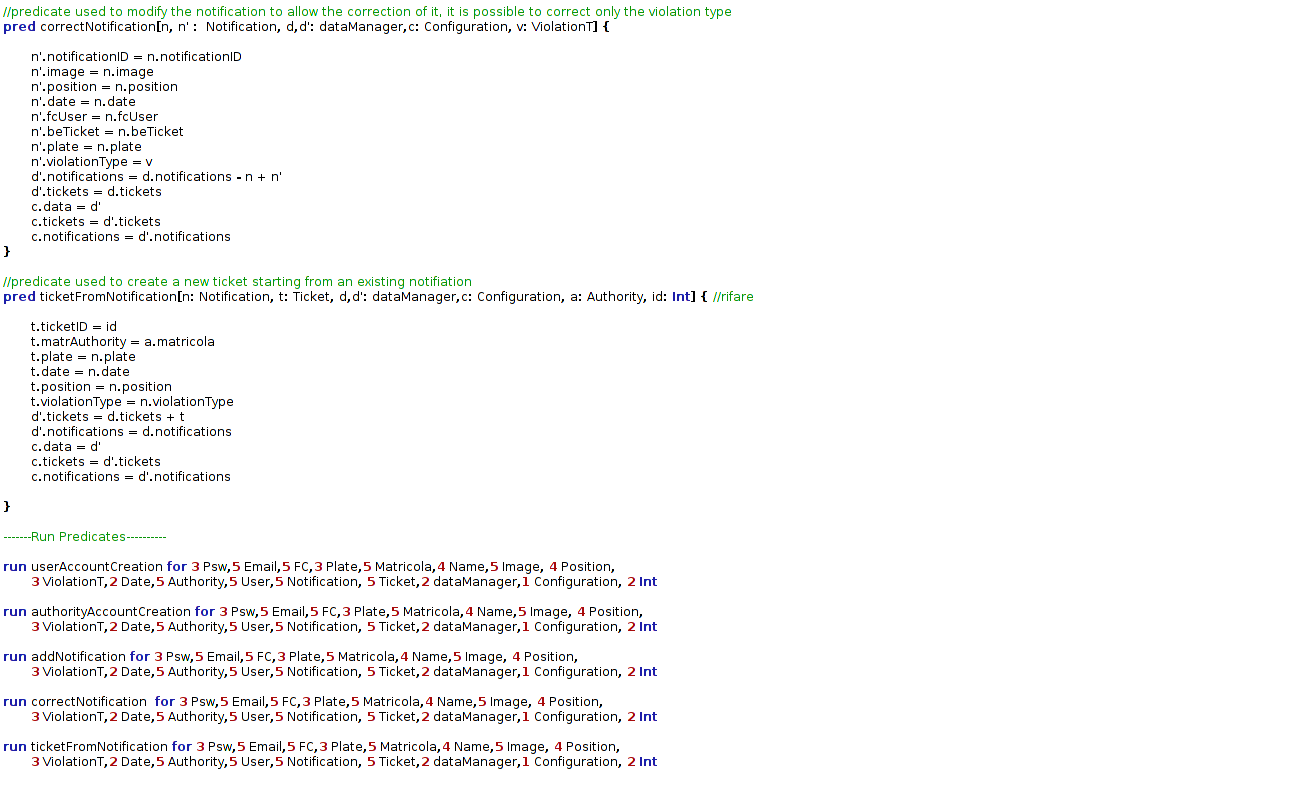 //predicate used to modify the notification to allow the correction of it, it is possible to correct only the violation type
pred correctNotification[n, n' :  Notification, d,d': dataManager,c: Configuration, v: ViolationT] {
n'.notificationID = n.notificationID
n'.image = n.image
n'.position = n.position
n'.date = n.date
n'.fcUser = n.fcUser
n'.beTicket = n.beTicket
n'.plate = n.plate
n'.violationType = v
d'.notifications = d.notifications - n + n'
d'.tickets = d.tickets
c.data = d'
c.tickets = d'.tickets
c.notifications = d'.notifications
}
//predicate used to create a new ticket starting from an existing notifiation
pred ticketFromNotification[n: Notification, t: Ticket, d,d': dataManager,c: Configuration, a: Authority, id: Int] { //rifare
t.ticketID = id
t.matrAuthority = a.matricola
t.plate = n.plate
t.date = n.date
t.position = n.position
t.violationType = n.violationType
d'.tickets = d.tickets + t
d'.notifications = d.notifications
c.data = d'
c.tickets = d'.tickets
c.notifications = d'.notifications
}
-------Run Predicates----------
run userAccountCreation for 3 Psw,5 Email,5 FC,3 Plate,5 Matricola,4 Name,5 Image, 4 Position,
3 ViolationT,2 Date,5 Authority,5 User,5 Notification, 5 Ticket,2 dataManager,1 Configuration, 2 Int
run authorityAccountCreation for 3 Psw,5 Email,5 FC,3 Plate,5 Matricola,4 Name,5 Image, 4 Position,
3 ViolationT,2 Date,5 Authority,5 User,5 Notification, 5 Ticket,2 dataManager,1 Configuration, 2 Int
run addNotification for 3 Psw,5 Email,5 FC,3 Plate,5 Matricola,4 Name,5 Image, 4 Position,
3 ViolationT,2 Date,5 Authority,5 User,5 Notification, 5 Ticket,2 dataManager,1 Configuration, 2 Int
run correctNotification  for 3 Psw,5 Email,5 FC,3 Plate,5 Matricola,4 Name,5 Image, 4 Position,
3 ViolationT,2 Date,5 Authority,5 User,5 Notification, 5 Ticket,2 dataManager,1 Configuration, 2 Int
run ticketFromNotification for 3 Psw,5 Email,5 FC,3 Plate,5 Matricola,4 Name,5 Image, 4 Position,
3 ViolationT,2 Date,5 Authority,5 User,5 Notification, 5 Ticket,2 dataManager,1 Configuration, 2 Int